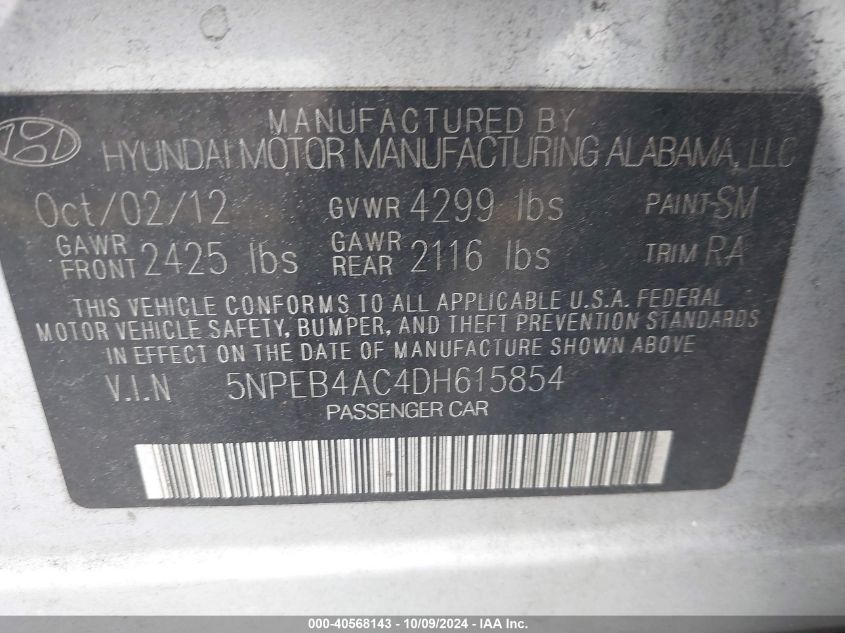 MANUFACTURED BY
HYUNDAI MOTOR MANUFACTURING ALABAMA, LLC
Oct/02/12 GVWR 4299 lbs PAINT SM
GAWR FRONT 2425 lbs GAWR REAR 2116 lbs TRIM RA
THIS VEHICLE CONFORMS TO ALL APPLICABLE U.S.A. FEDERAL
MOTOR VEHICLE SAFETY, BUMPER, AND THEFT PREVENTION STANDARDS
IN EFFECT ON THE DATE OF MANUFACTURE SHOWN ABOVE
V.I.N 5NPEB4AC4DH615854
PASSENGER CAR
000-40568143 - 10/09/2024 - IAA Inc.